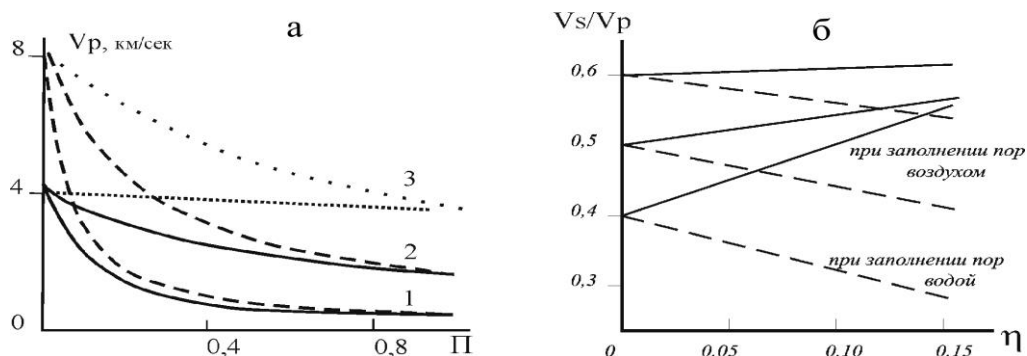 а
Vp, км/сек
8
4
0
3
2
1
0,4
0,8
П
Vs/Vp
б
0,6
0,5
0,4
0.3
при заполнении пор
воздухом
при заполнении пор
водой
0
0.05
0.10
0.15
η